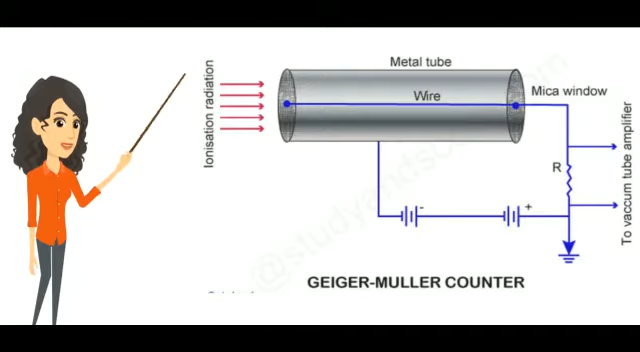 Metal tube
Wire
Mica window
Ionisation radiation
R
-
+
To vaccum tube amplifier
GEIGER-MULLER COUNTER